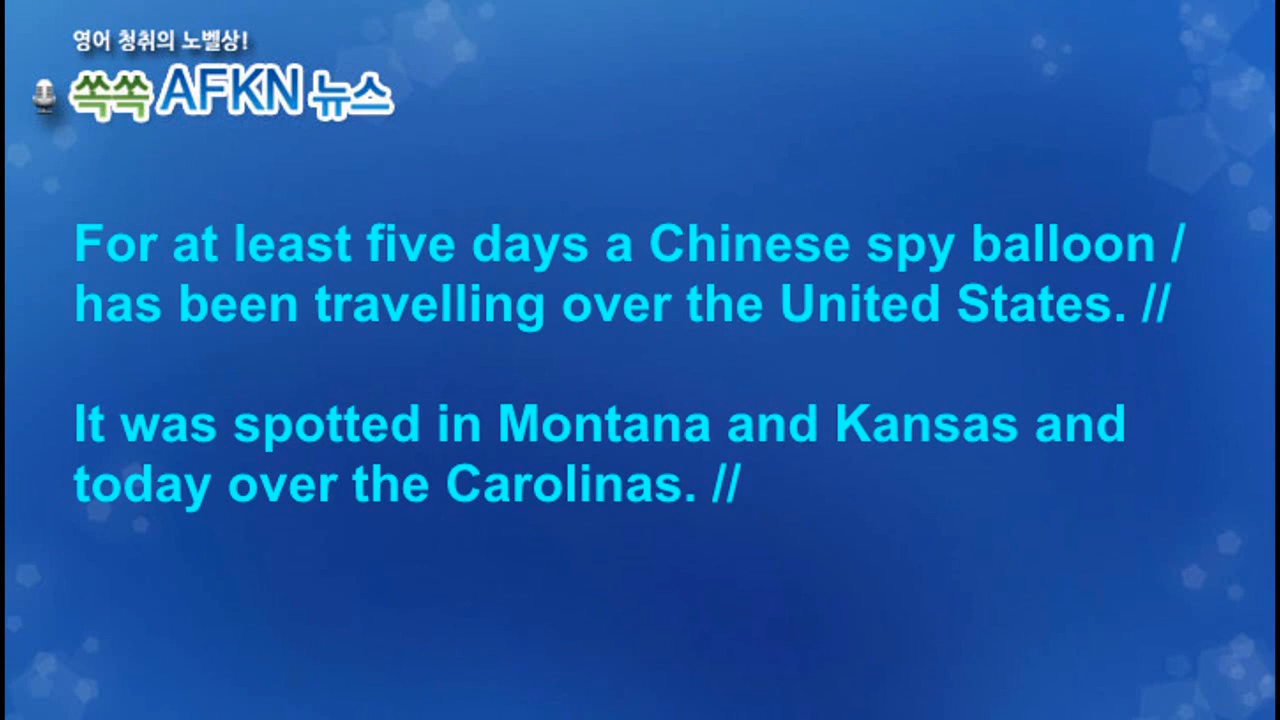 영어 청취의 노벨상!
쏙쏙 AFKN 뉴스
For at least five days a Chinese spy balloon /
has been travelling over the United States. //
It was spotted in Montana and Kansas and
today over the Carolinas. //